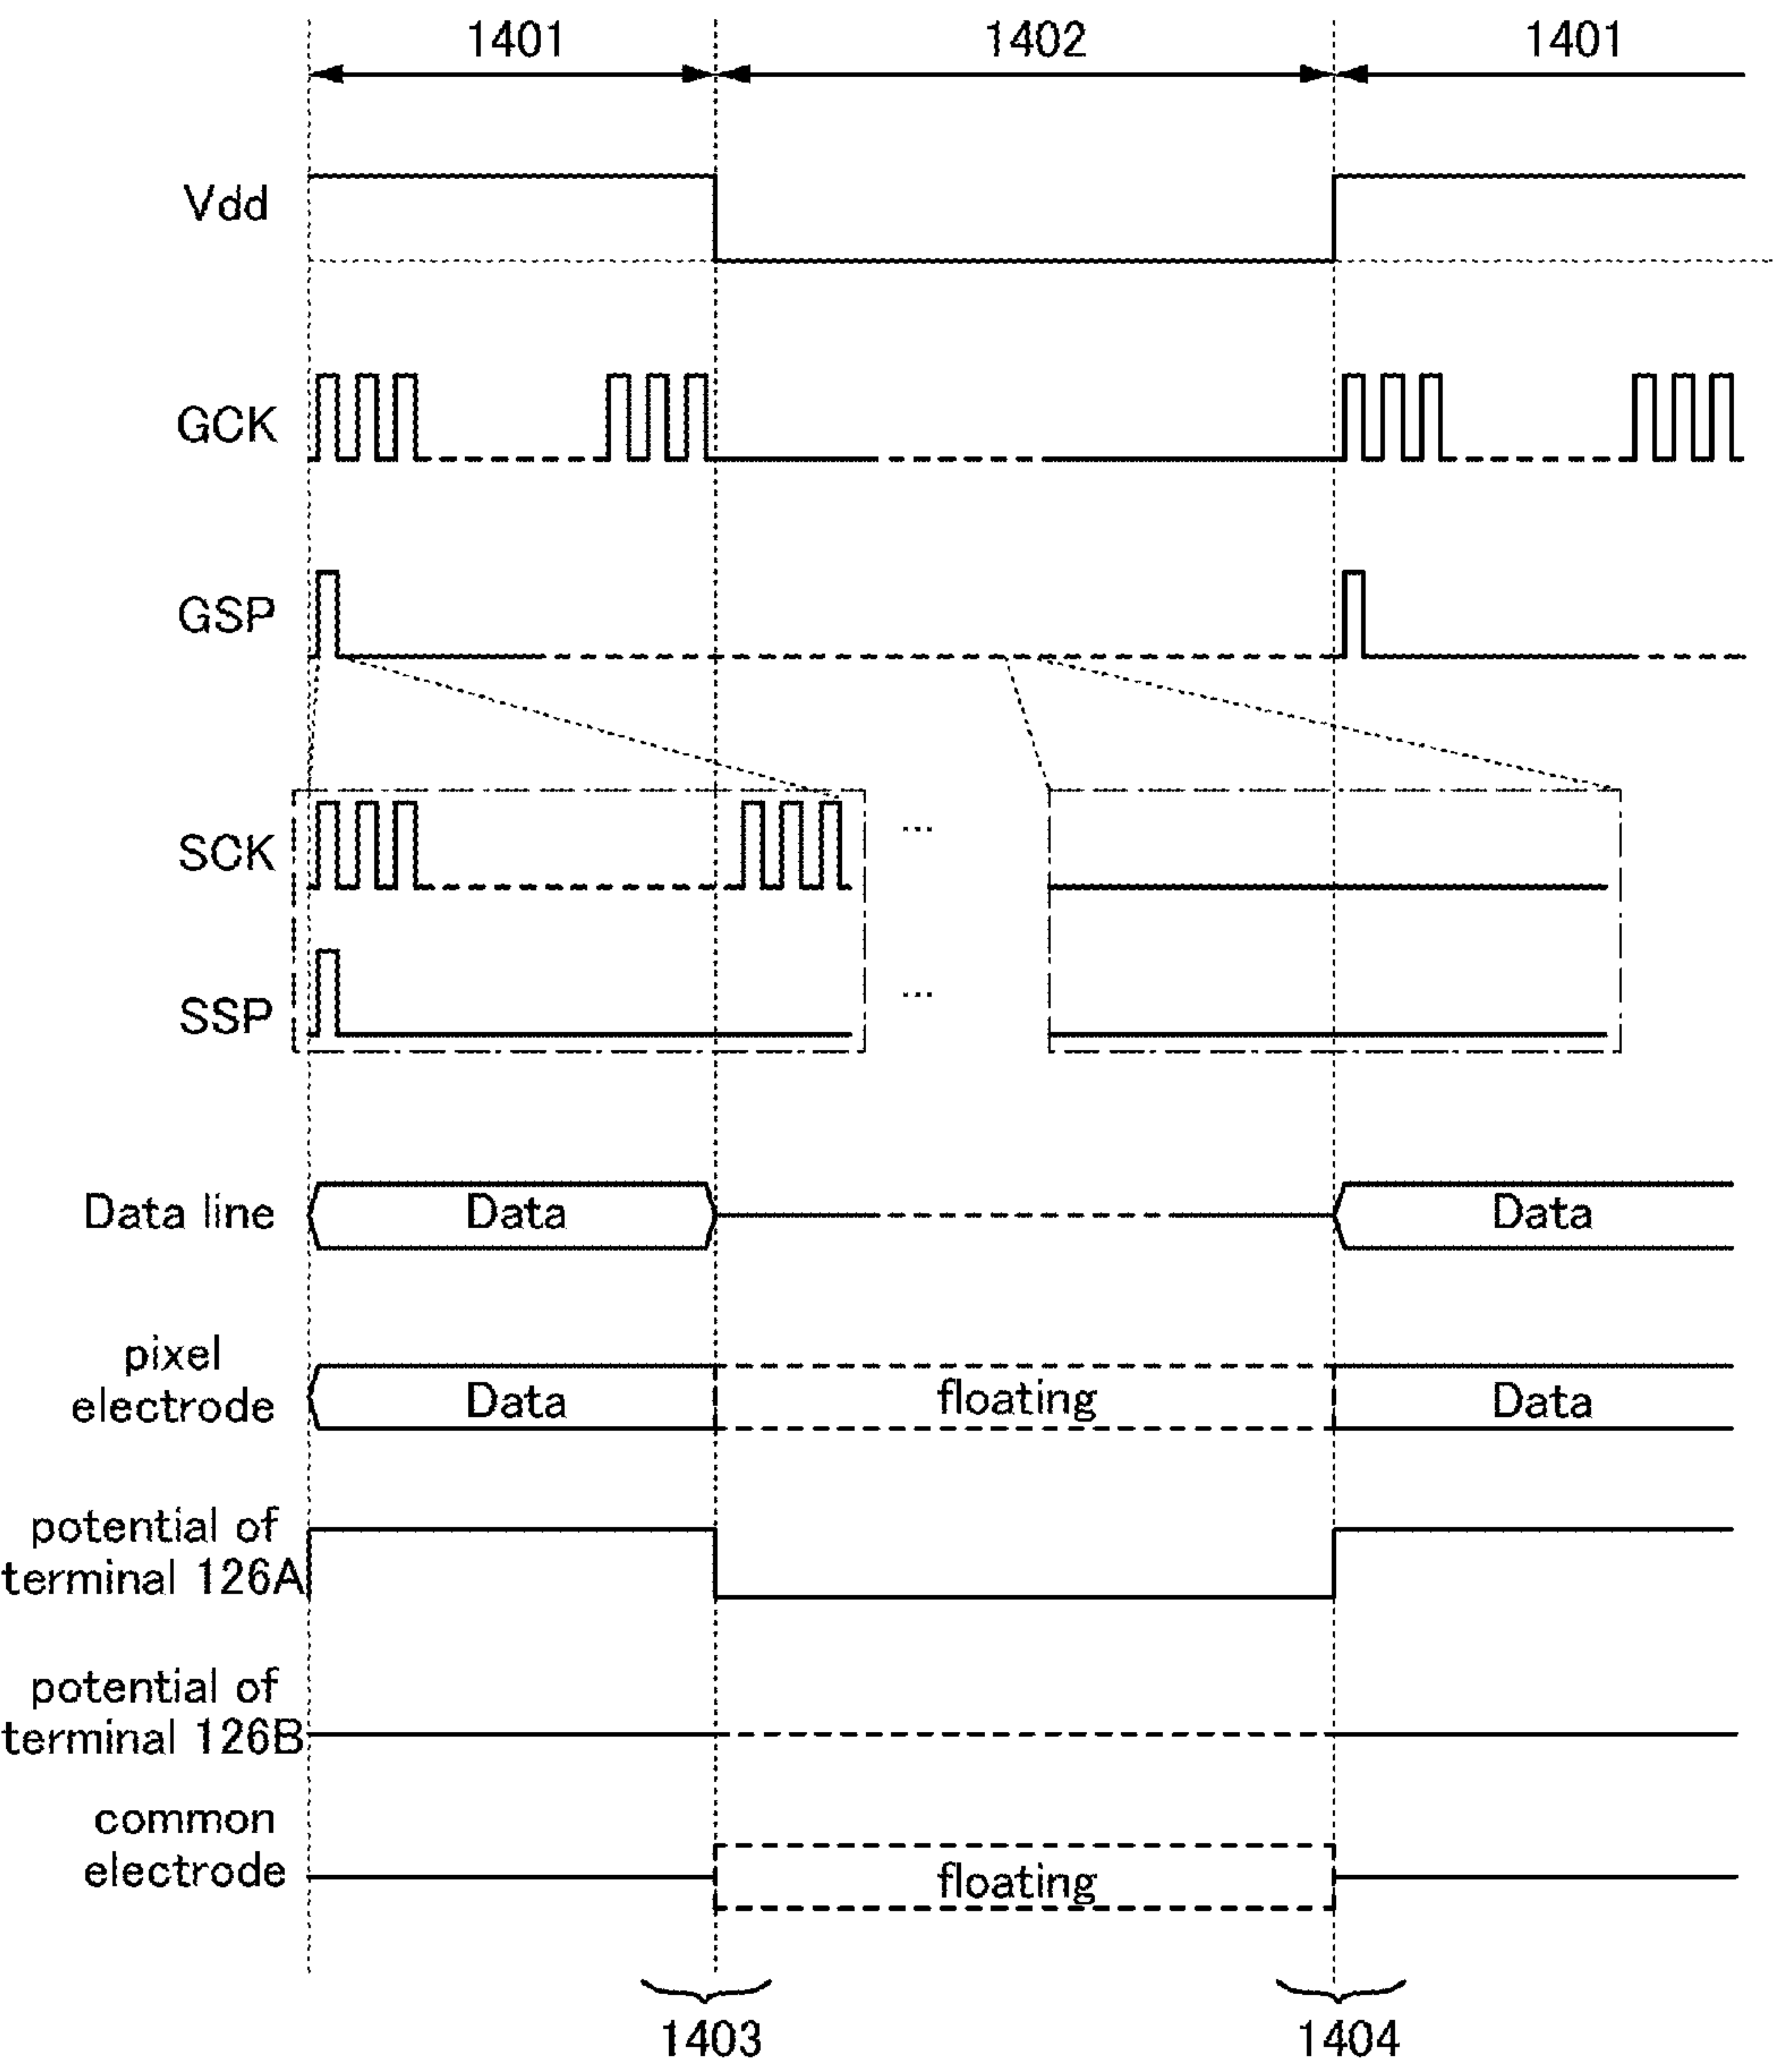 1401
1402
1401
Vdd
GCK
GSP
SCK
...
SSP
...
Data line
Data
Data
pixel
electrode
Data
floating
Data
potential of
terminal 126A
potential of
terminal 126B
common
electrode
floating
1403
1404